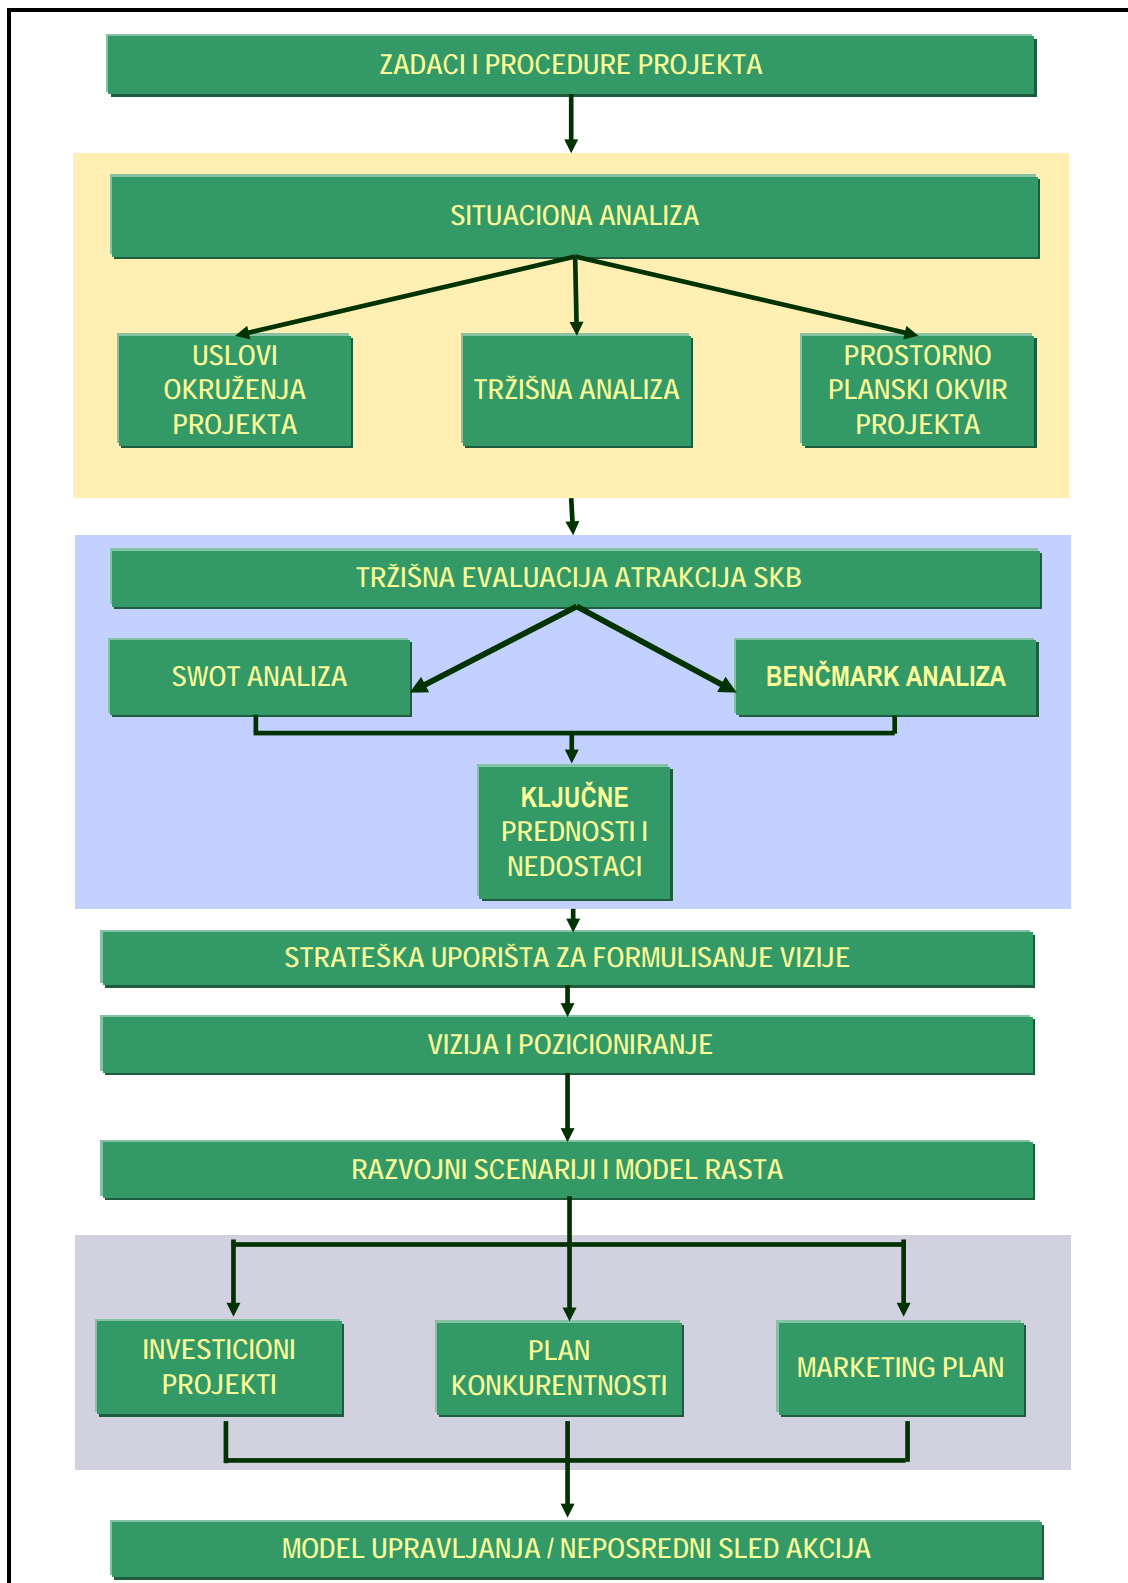 ZADACI I PROCEDURE PROJEKTA
SITUACIONA ANALIZA
USLOVI
OKRUŽENJA
PROJEKTA
TRŽIŠNA ANALIZA
PROSTORNO
PLANSKI OKVIR
PROJEKTA
TRŽIŠNA EVALUACIJA ATRAKCIJA SKB
SWOT ANALIZA
BENČMARK ANALIZA
KLJUČNE
PREDNOSTI I
NEDOSTACI
STRATEŠKA UPORIŠTA ZA FORMULISANJE VIZIJE
VIZIJA I POZICIONIRANJE
RAZVOJNI SCENARIJI I MODEL RASTA
INVESTICIONI
PROJEKTI
PLAN
KONKURENTNOSTI
MARKETING PLAN
MODEL UPRAVLJANJA / NEPOSREDNI SLED AKCIJA